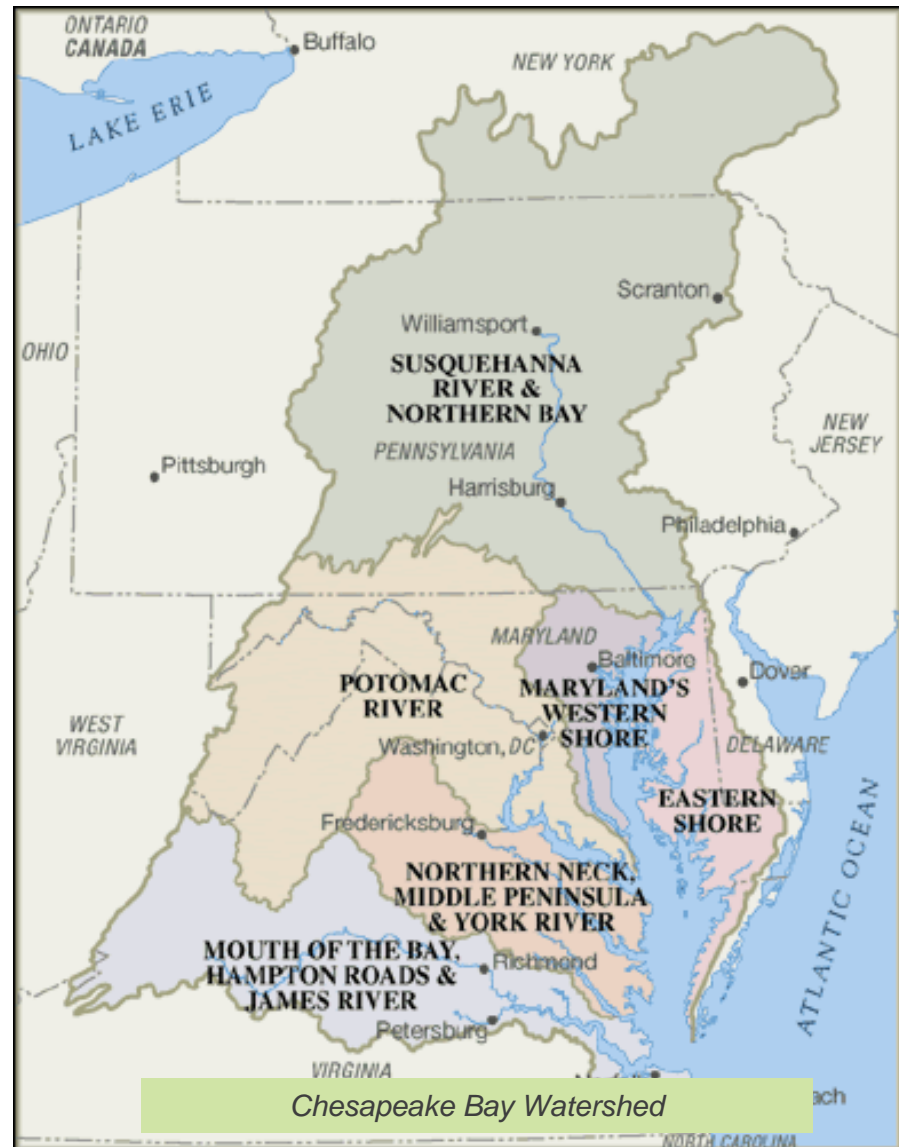 ONTARIO
CANADA
Buffalo
NEW YORK
LAKE ERIE
Scranton
Williamsport
OHIO
SUSQUEHANNA
RIVER &
NORTHERN BAY
NEW
JERSEY
PENNSYLVANIA
Pittsburgh
Harrisburg
Philadelphia
MARYLAND
Baltimore
Dover
POTOMAC
RIVER
MARYLAND'S
WESTERN
SHORE
WEST
VIRGINIA
Washington, DC
DELAWARE
EASTERN
SHORE
Fredericksburg
ATLANTIC OCEAN
NORTHERN NECK,
MIDDLE PENINSULA
& YORK RIVER
MOUTH OF THE BAY,
HAMPTON ROADS &
JAMES RIVER
Richmond
Petersburg
VIRGINIA
Chesapeake Bay Watershed
ach
NORTH CAROLINA